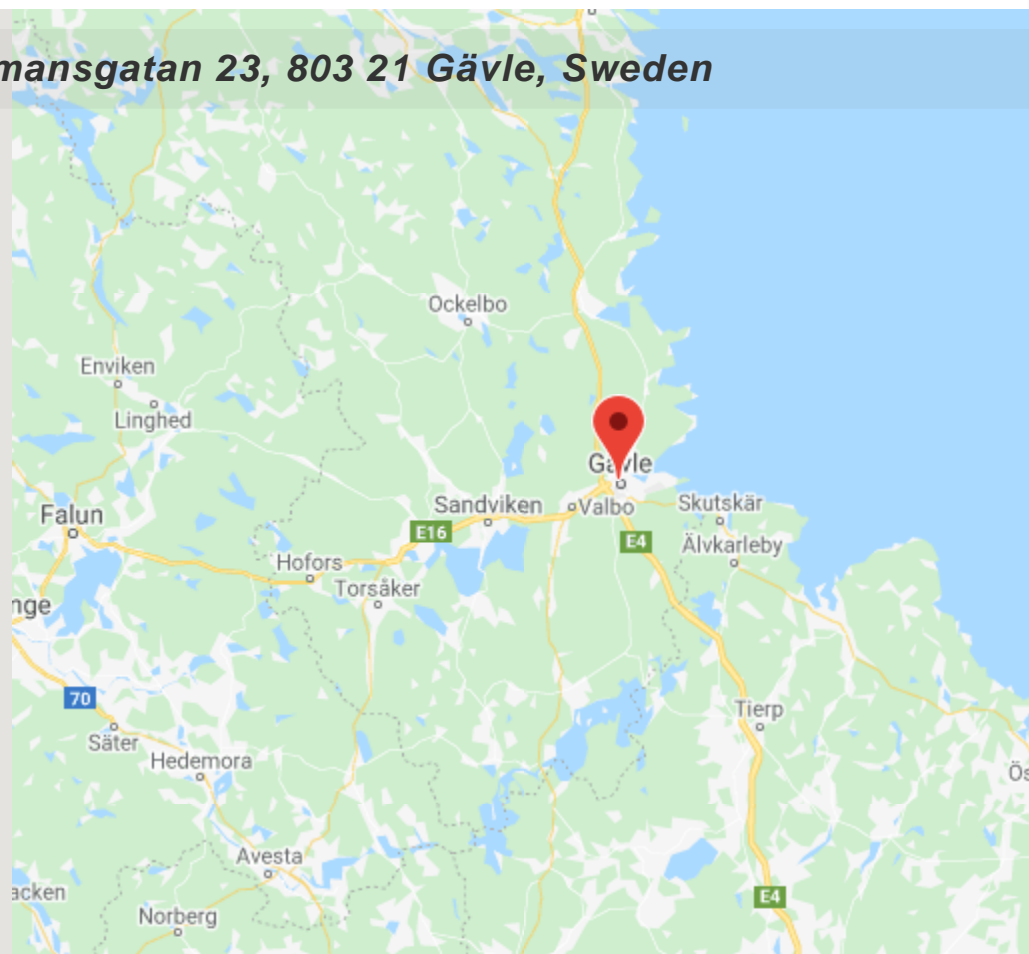 mansgatan 23, 803 21 Gävle, Sweden
Ockelbo
Enviken
Linghed
Gävle
Sandviken
Valbo
Skutskär
Falun
E16
E4
Älvkarleby
Hofors
Torsåker
nge
70
Tierp
Säter
Hedemora
Ös
Avesta
acken
E4
Norberg